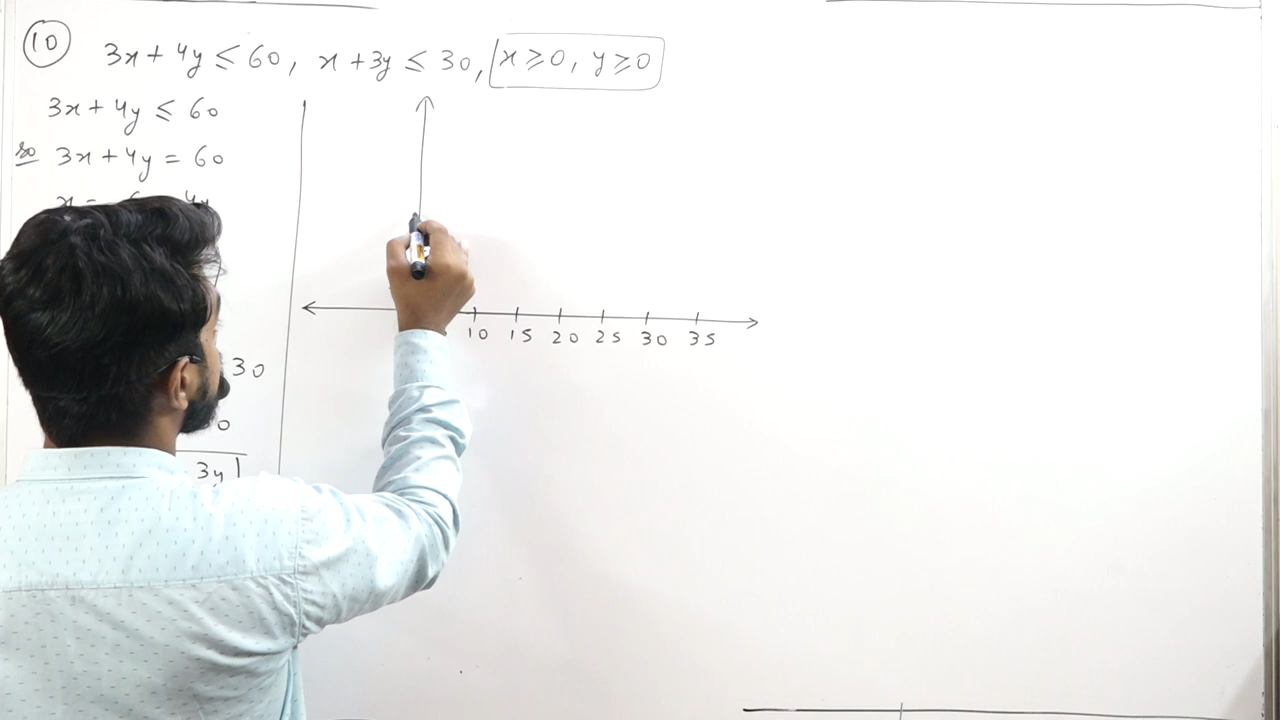 10
3x + 4y ≤ 60, x + 3y ≤ 30, x ≥ 0, y ≥ 0
3x + 4y ≤ 60
so 3x + 4y = 60
30
0
3y
10 15 20 25 30 35